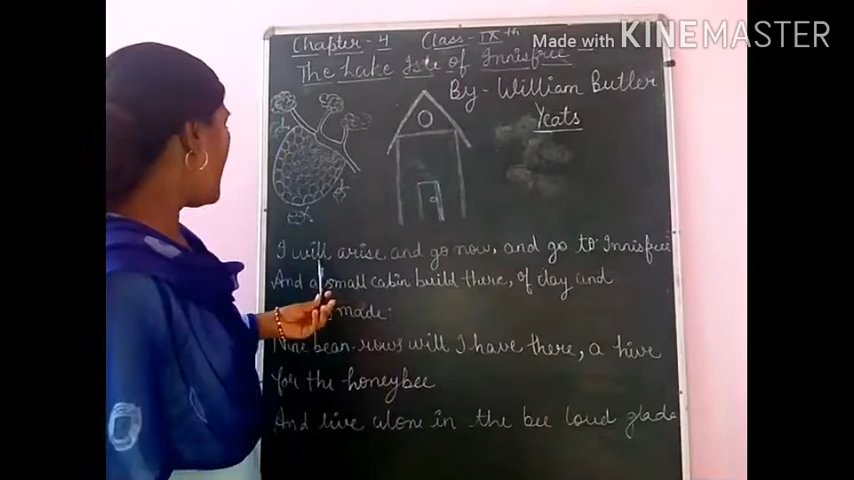 Chapter-4 Class-IXth
Made with KINEMASTER
The Lake Isle of Innisfree
By - William Butler
Yeats
I will arise and go now, and go to Innisfree
And a small cabin build there, of clay and
made:
Nine bean-rows will I have there, a hive
for the honeybee
And live alone in the bee loud glade